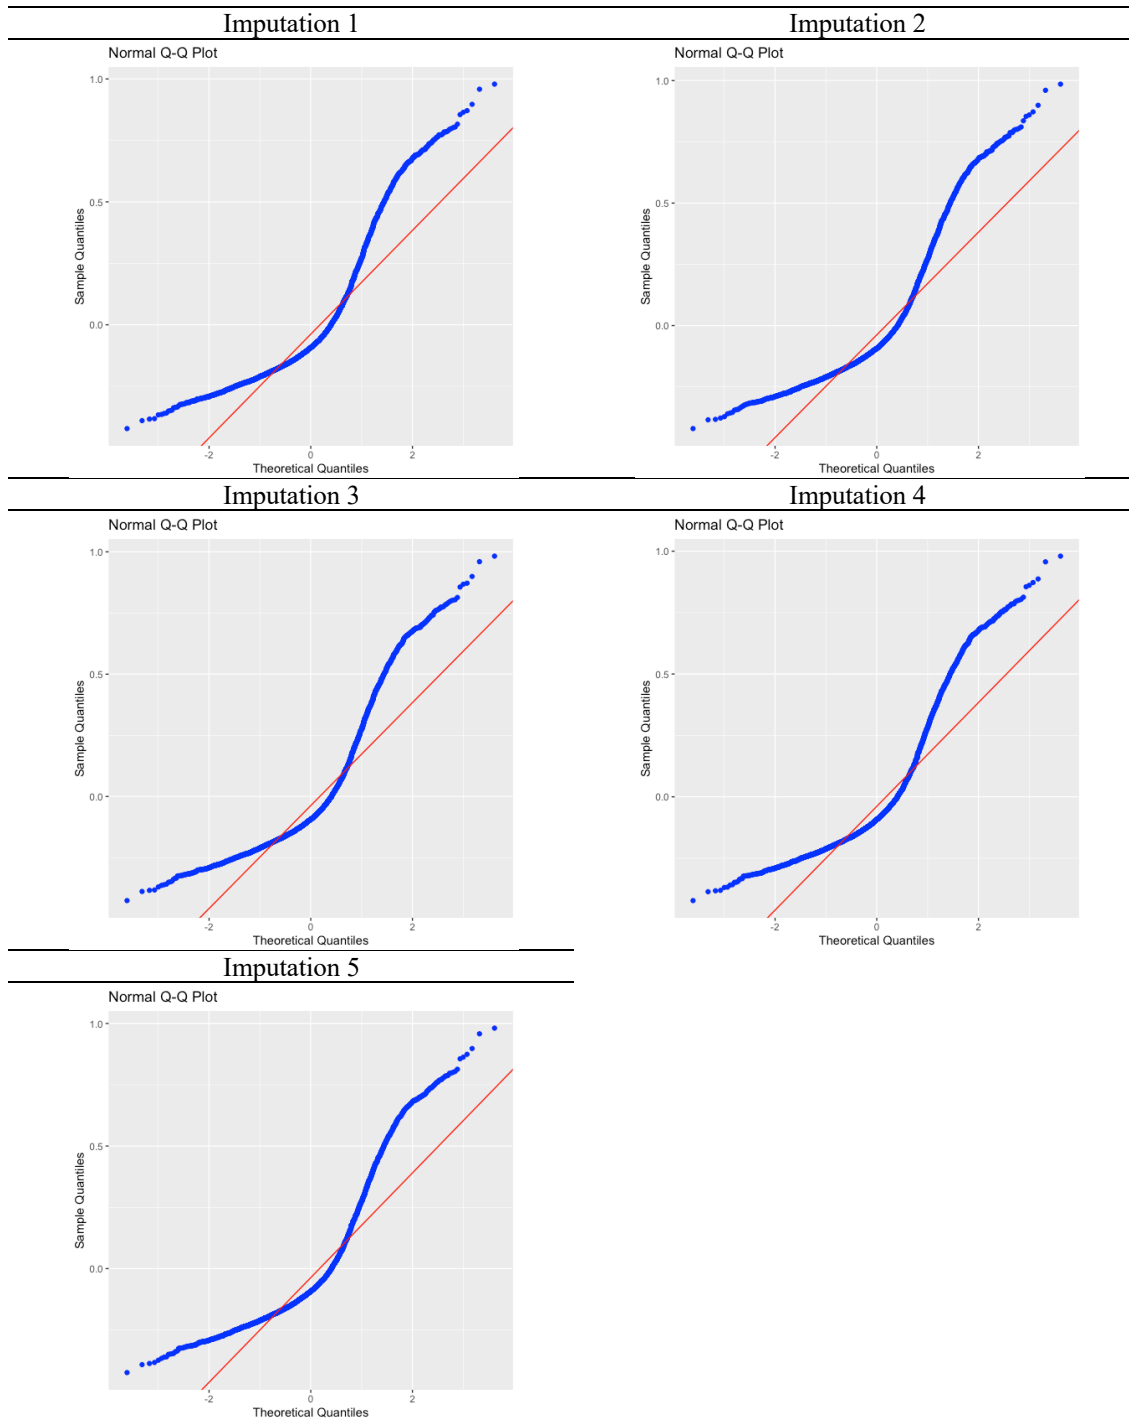 Imputation 1
Imputation 2
Normal Q-Q Plot
1.0
0.5
0.0
Sample Quantiles
-2
0
2
Theoretical Quantiles
Normal Q-Q Plot
1.0
0.5
0.0
Sample Quantiles
-2
0
2
Theoretical Quantiles
Imputation 3
Imputation 4
Normal Q-Q Plot
1.0
0.5
0.0
Sample Quantiles
-2
0
2
Theoretical Quantiles
Normal Q-Q Plot
1.0
0.5
0.0
Sample Quantiles
-2
0
2
Theoretical Quantiles
Imputation 5
Normal Q-Q Plot
1.0
0.5
0.0
Sample Quantiles
-2
0
2
Theoretical Quantiles